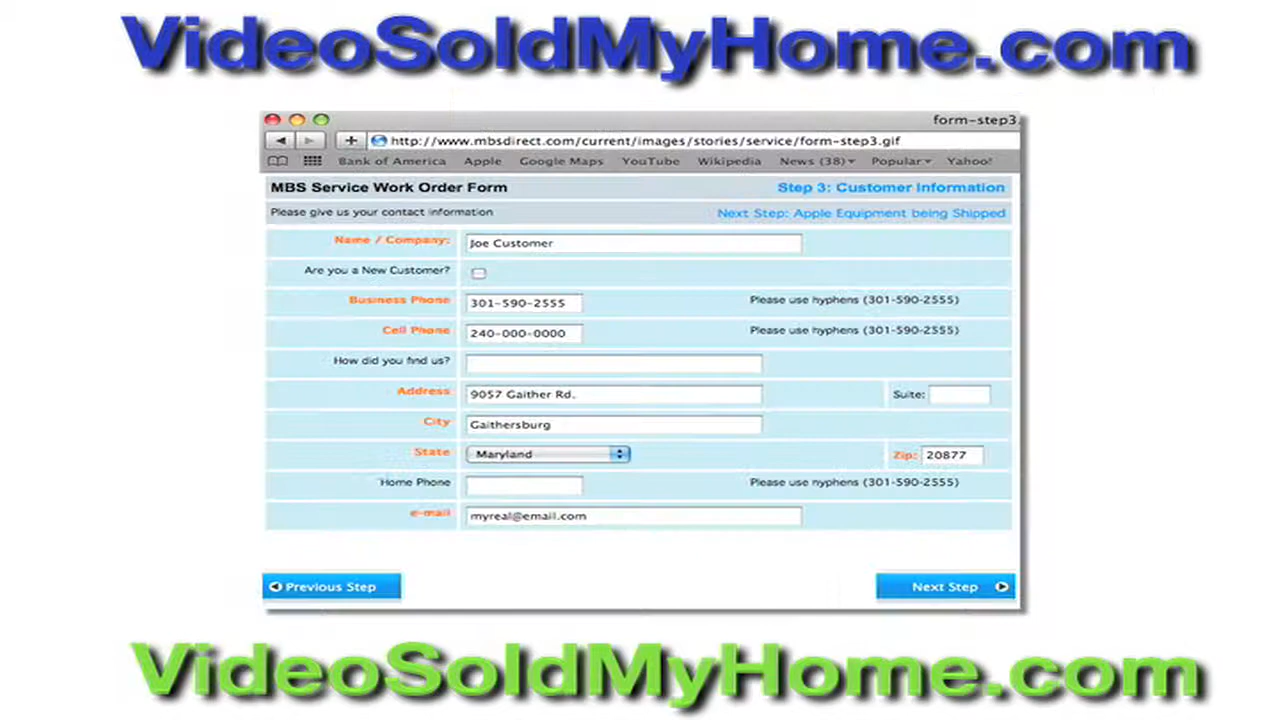 VideoSoldMyHome.com
form-step3
http://www.mbsdirect.com/current/images/stories/service/form-step3.gif
Bank of America Apple Google Maps YouTube Wikipedia News (38) Popular Yahoo!
MBS Service Work Order Form Step 3: Customer Information
Please give us your contact information Next Step: Apple Equipment being Shipped
Name / Company: Joe Customer
Are you a New Customer?
Business Phone 301-590-2555 Please use hyphens (301-590-2555)
Cell Phone 240-000-0000 Please use hyphens (301-590-2555)
How did you find us?
Address 9057 Gaither Rd. Suite:
City Gaithersburg
State Maryland Zip: 20877
Home Phone Please use hyphens (301-590-2555)
e-mail myreal@email.com
Previous Step Next Step
VideoSoldMyHome.com